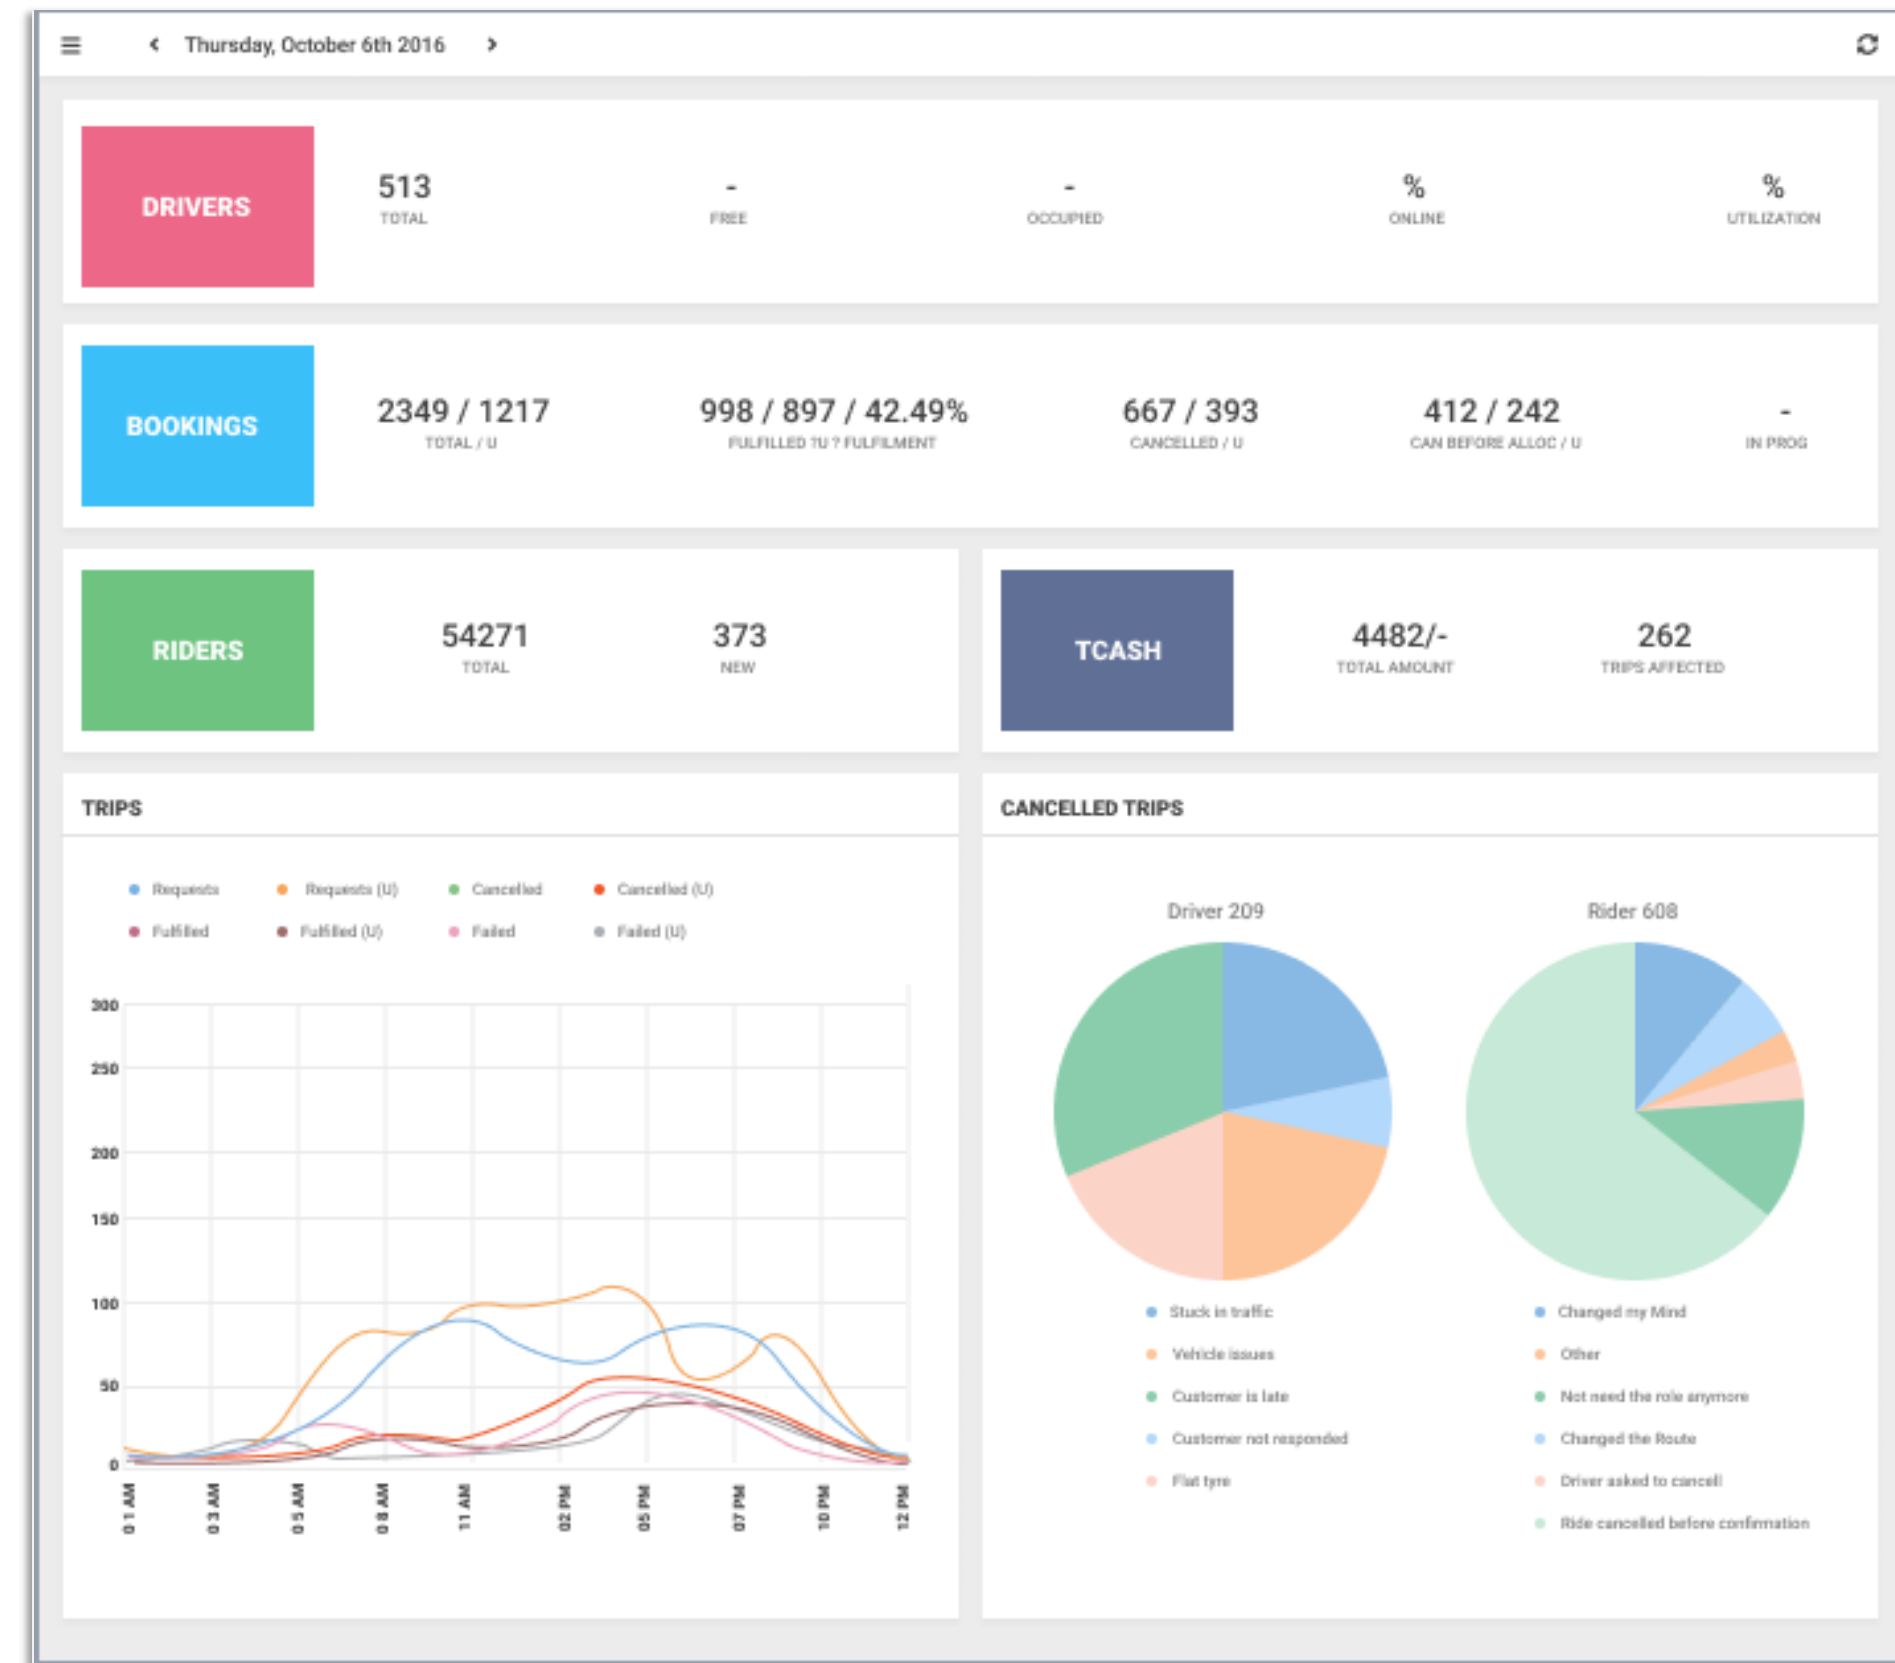 Thursday, October 6th 2016
DRIVERS
513
TOTAL
-
FREE
-
OCCUPIED
%
ONLINE
%
UTILIZATION
BOOKINGS
2349 / 1217
TOTAL / U
998 / 897 / 42.49%
FULFILLED ?U ? FULFILMENT
667 / 393
CANCELLED / U
412 / 242
CAN BEFORE ALLOC / U
-
IN PROG
RIDERS
54271
TOTAL
373
NEW
TCASH
4482/-
TOTAL AMOUNT
262
TRIPS AFFECTED
TRIPS
Requests
Requests (U)
Cancelled
Cancelled (U)
Fulfilled
Fulfilled (U)
Failed
Failed (U)
300
250
200
150
100
50
0
01 AM
03 AM
05 AM
08 AM
11 AM
02 PM
05 PM
07 PM
10 PM
12 PM
CANCELLED TRIPS
Driver 209
Stuck in traffic
Vehicle issues
Customer is late
Customer not responded
Flat tyre
Rider 608
Changed my Mind
Other
Not need the role anymore
Changed the Route
Driver asked to cancell
Ride cancelled before confirmation